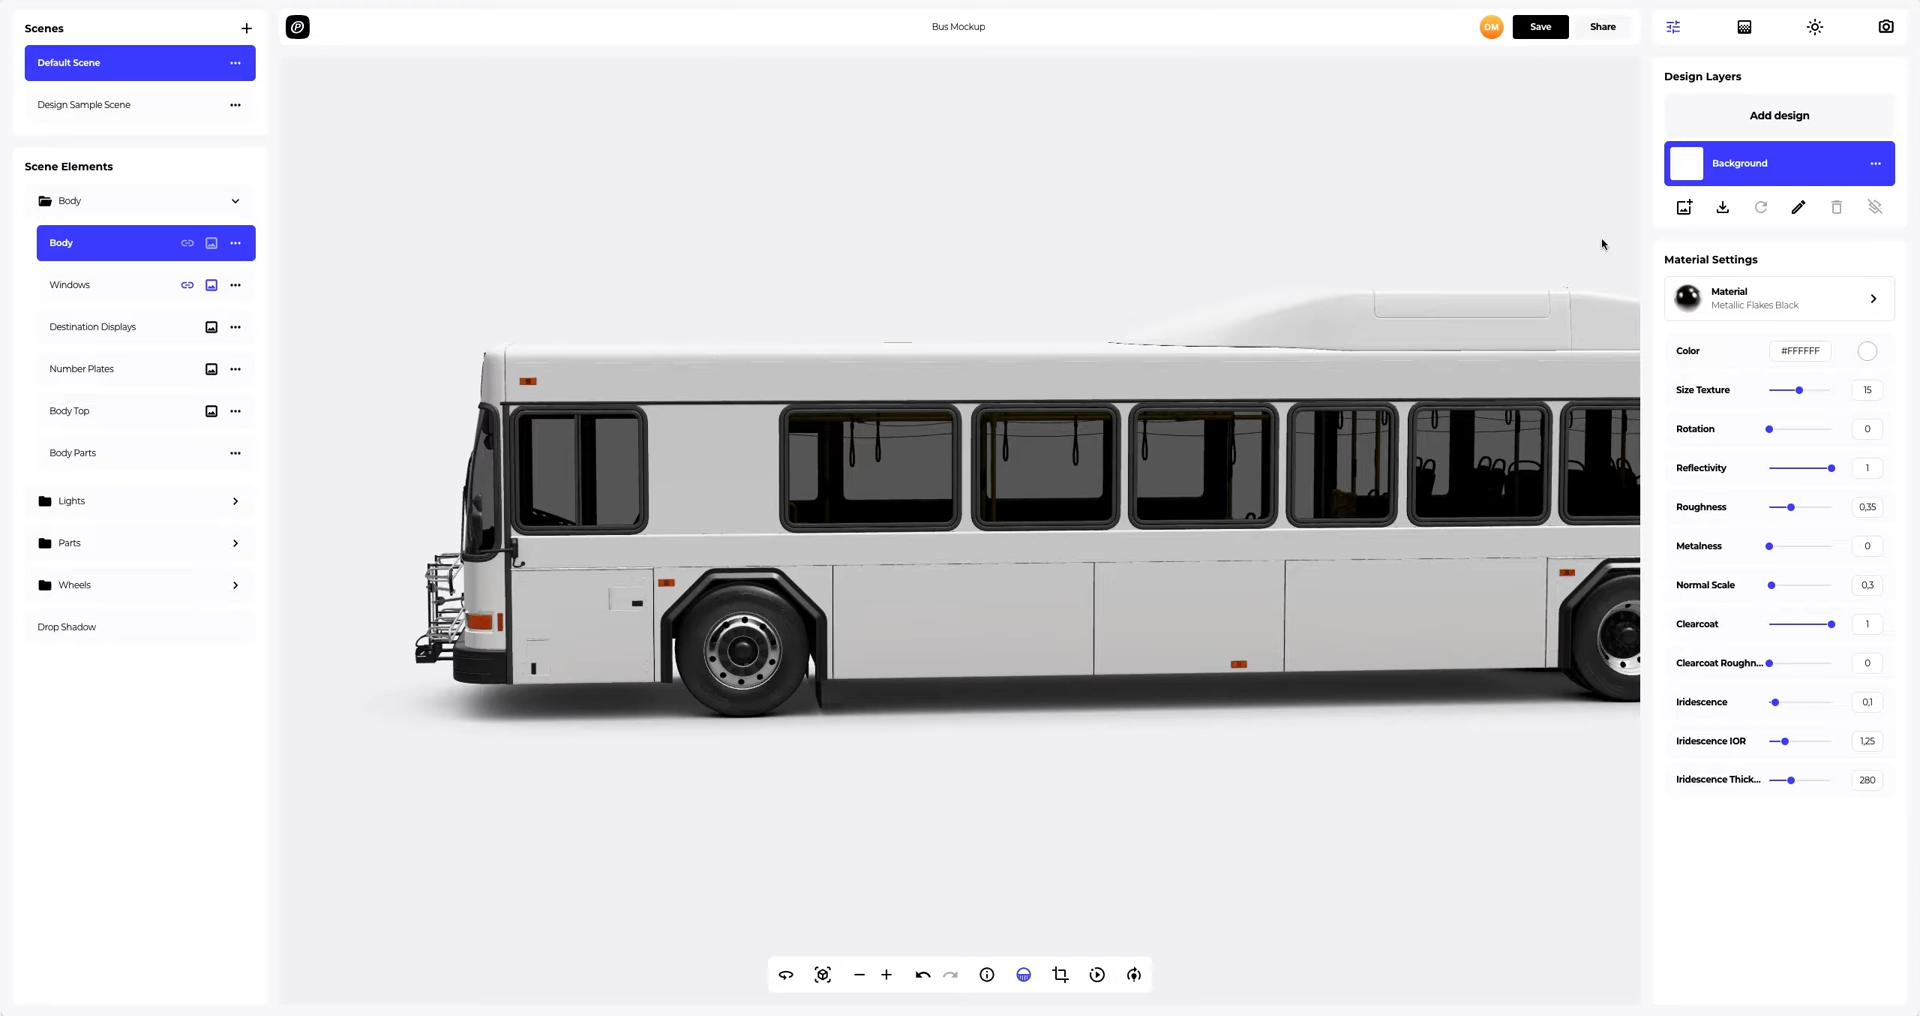 Scenes
Default Scene
Design Sample Scene
Scene Elements
Body
Body
Windows
Destination Displays
Number Plates
Body Top
Body Parts
Lights
Parts
Wheels
Drop Shadow
Bus Mockup
DM
Save
Share
Design Layers
Add design
Background
Material Settings
Material
Metallic Flakes Black
Color #FFFFFF
Size Texture 15
Rotation 0
Reflectivity 1
Roughness 0,35
Metalness 0
Normal Scale 0,3
Clearcoat 1
Clearcoat Roughn... 0
Iridescence 0,1
Iridescence IOR 1,25
Iridescence Thick... 280